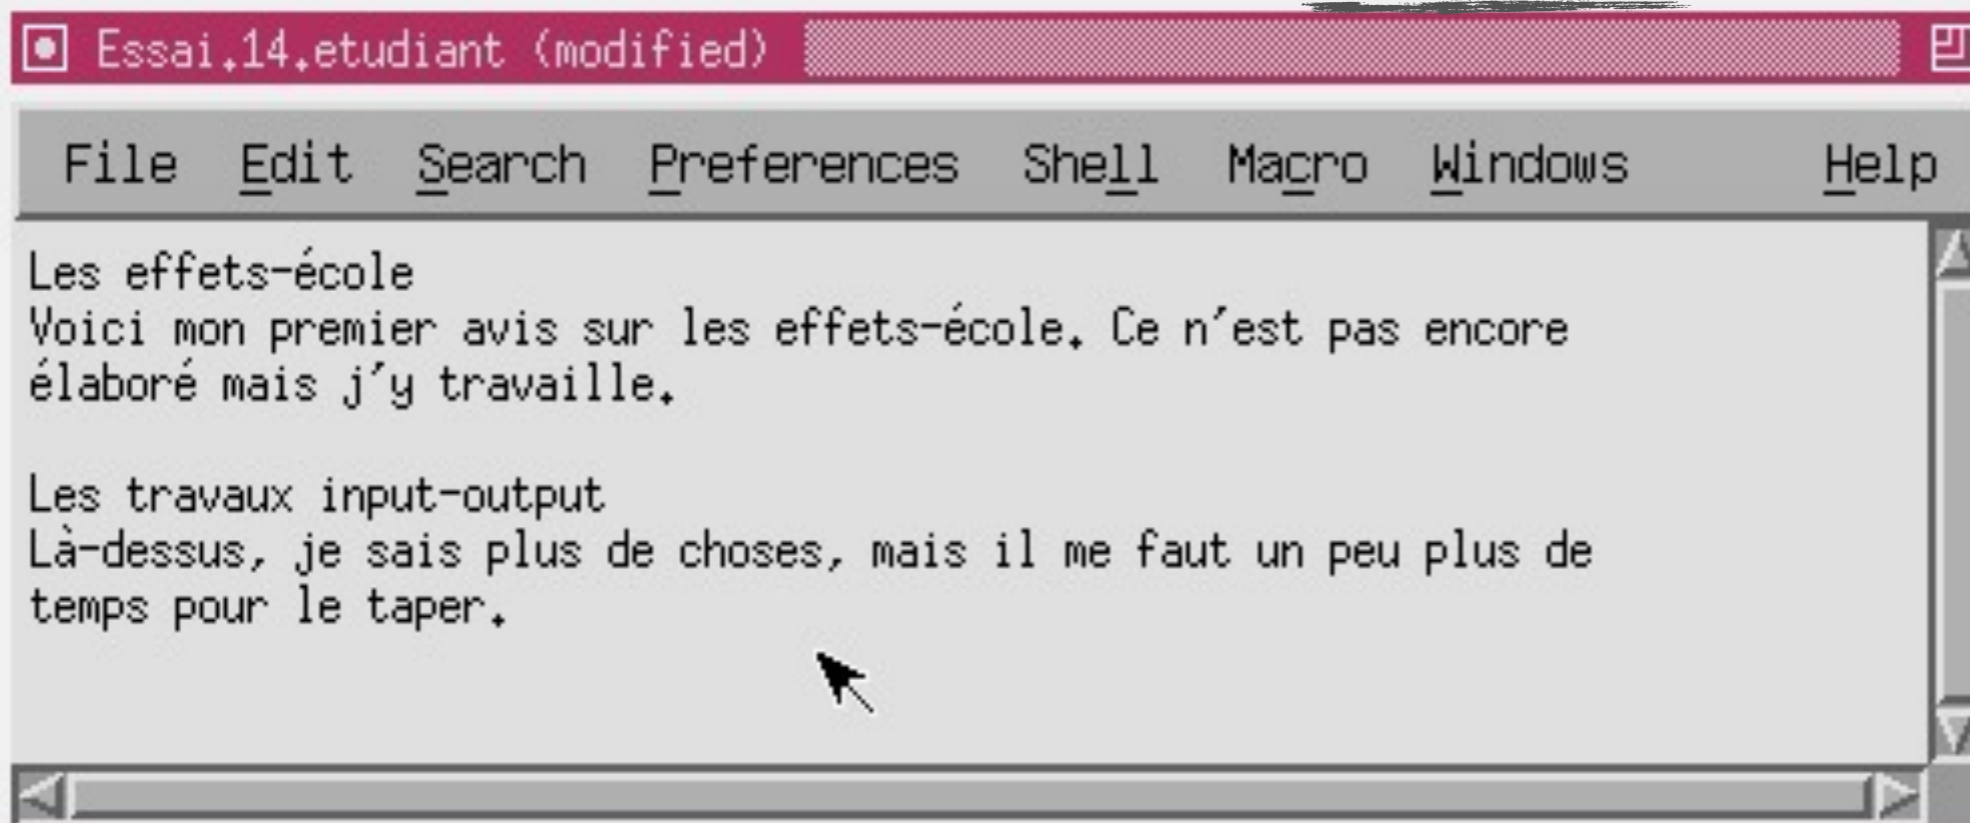 Essai.14.etudiant (modified)
File Edit Search Preferences Shell Macro Windows Help
Les effets-école
Voici mon premier avis sur les effets-école. Ce n'est pas encore
élaboré mais j'y travaille.
Les travaux input-output
Là-dessus, je sais plus de choses, mais il me faut un peu plus de
temps pour le taper.